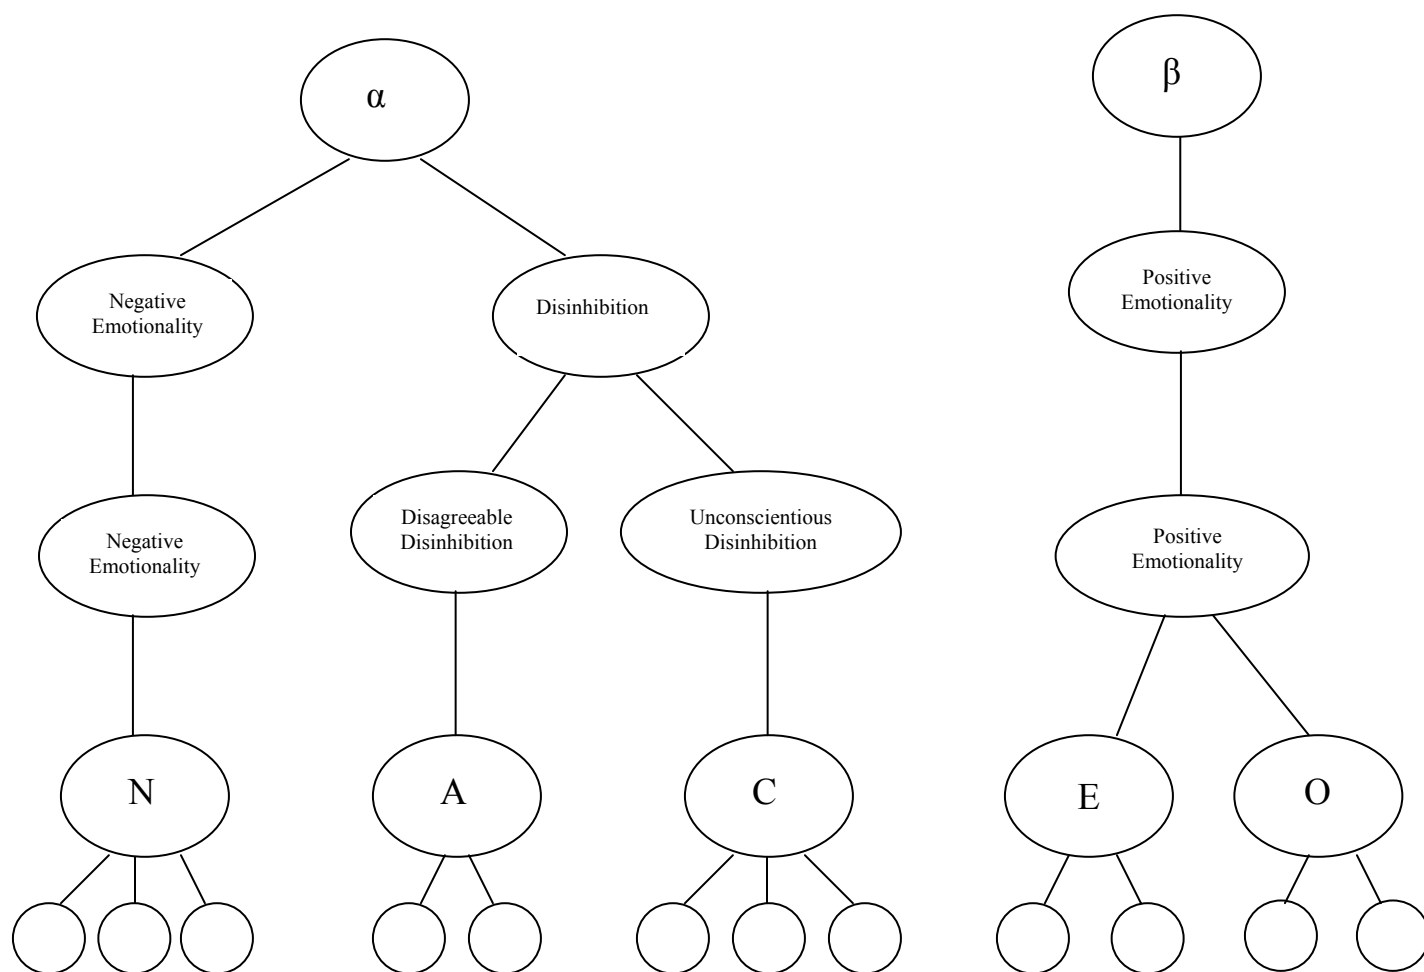 α
β
Negative
Emotionality
Disinhibition
Positive
Emotionality
Negative
Emotionality
Disagreeable
Disinhibition
Unconscientious
Disinhibition
Positive
Emotionality
N
A
C
E
O